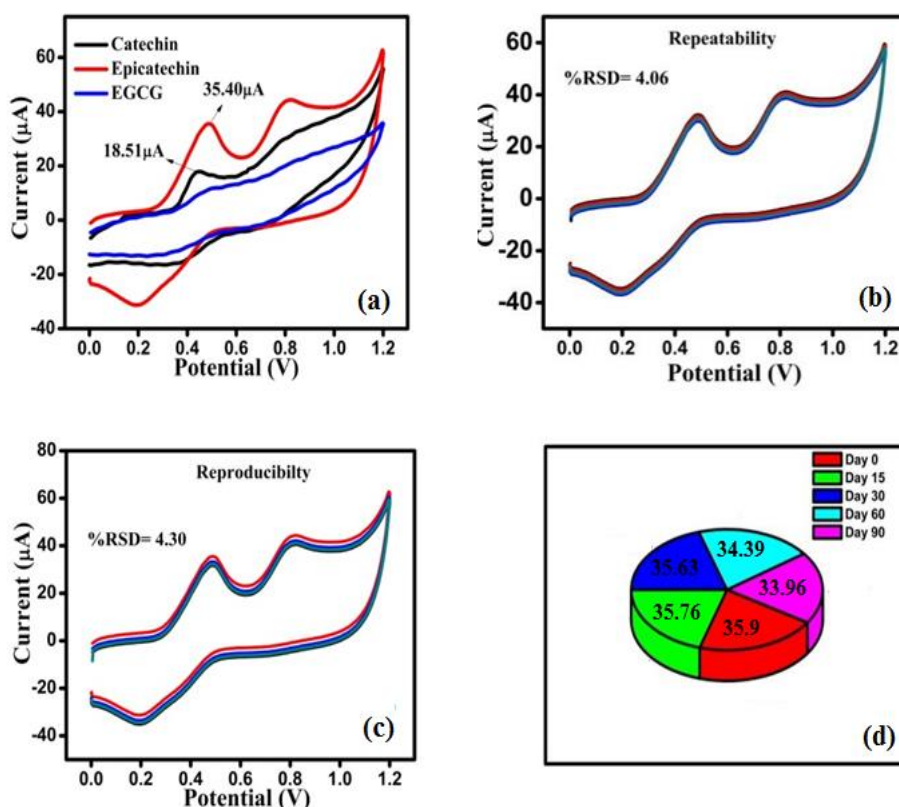 60
40
20
0
-20
-40
Current (µA)
Catechin
Epicatechin
EGCG
35.40µA
18.51µA
(a)
0.0 0.2 0.4 0.6 0.8 1.0 1.2
Potential (V)
60
40
20
0
-20
-40
Current (µA)
Repeatability
%RSD= 4.06
(b)
0.0 0.2 0.4 0.6 0.8 1.0 1.2
Potential (V)
80
60
40
20
0
-20
-40
Current (µA)
Reproducibilty
%RSD= 4.30
(c)
0.0 0.2 0.4 0.6 0.8 1.0 1.2
Potential (V)
Day 0
Day 15
Day 30
Day 60
Day 90
34.39
35.63
33.96
35.76
35.9
(d)